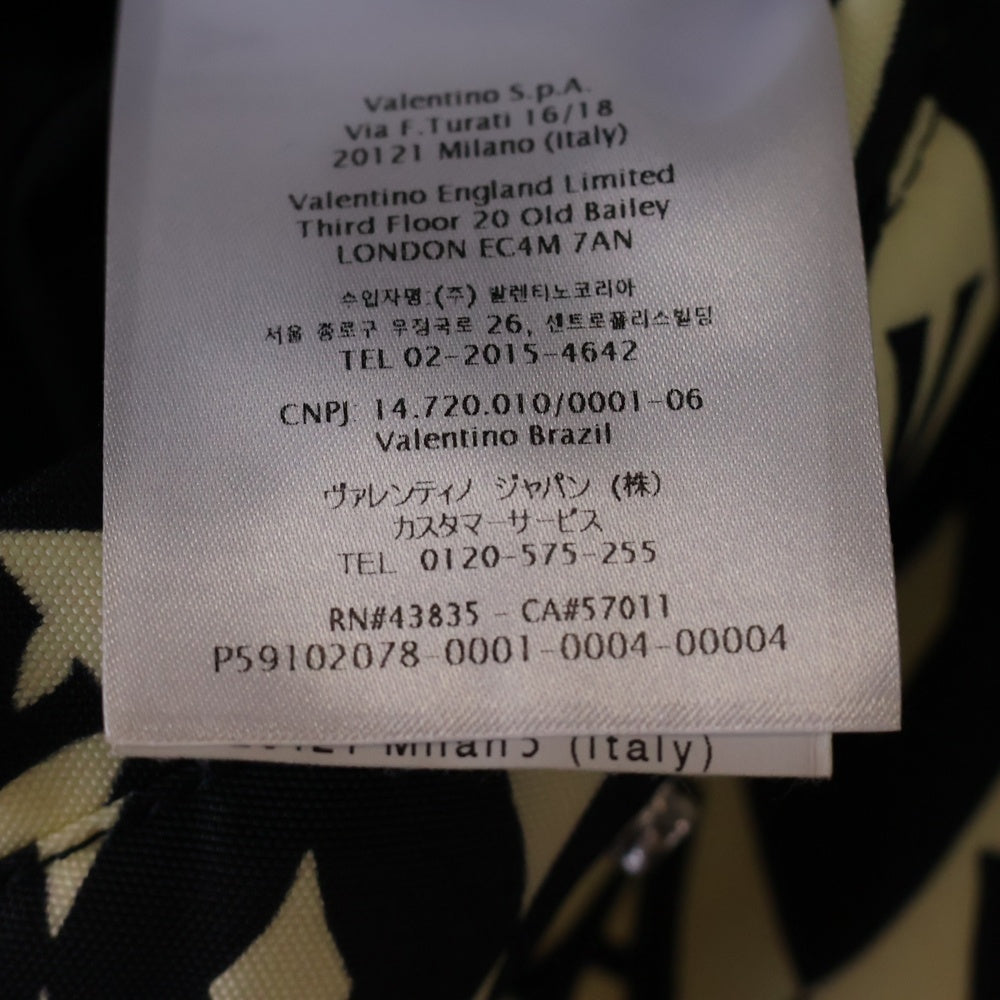 Valentino S.p.A.
Via F.Turati 16/18
20121 Milano (Italy)
Valentino England Limited
Third Floor 20 Old Bailey
LONDON EC4M 7AN
수입자명:(주) 발렌티노코리아
서울 종로구 우정국로 26, 센트로폴리스빌딩
TEL 02-2015-4642
CNPJ: 14.720.010/0001-06
Valentino Brazil
ヴァレンティノ ジャパン (株)
カスタマーサービス
TEL 0120-575-255
RN#43835 - CA#57011
P59102078-0001-0004-00004
(Italy)